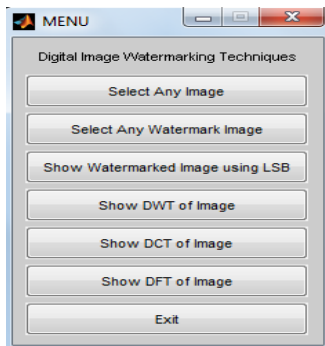 MENU
Digital Image Watermarking Techniques
Select Any Image
Select Any Watermark Image
Show Watermarked Image using LSB
Show DWT of Image
Show DCT of Image
Show DFT of Image
Exit